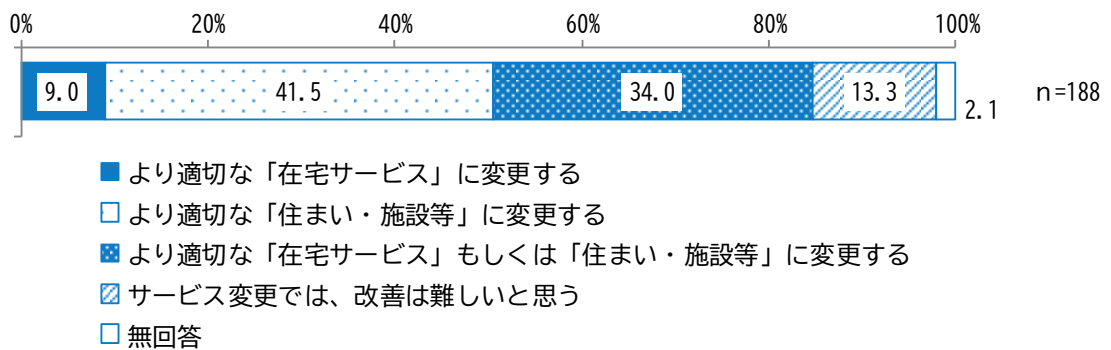 0% 20% 40% 60% 80% 100%
9.0 41.5 34.0 13.3 2.1 n=188
より適切な「在宅サービス」に変更する
より適切な「住まい・施設等」に変更する
より適切な「在宅サービス」もしくは「住まい・施設等」に変更する
サービス変更では、改善は難しいと思う
無回答